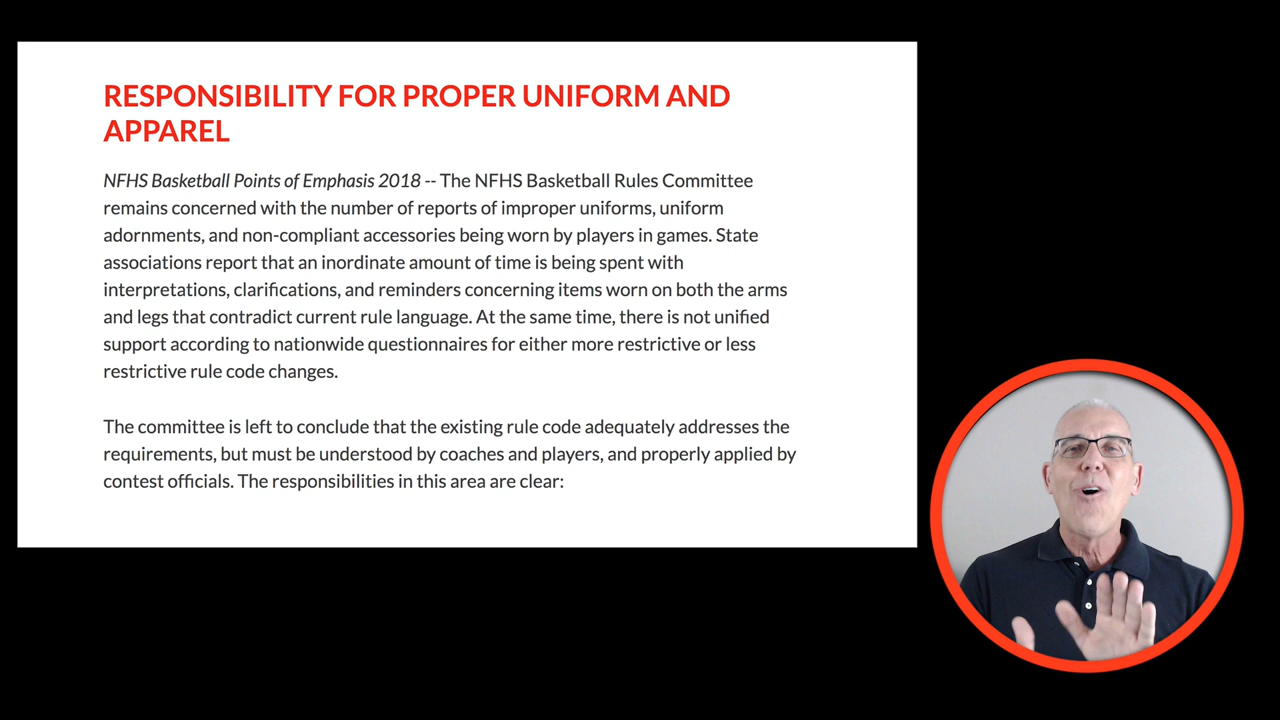 RESPONSIBILITY FOR PROPER UNIFORM AND
APPAREL
NFHS Basketball Points of Emphasis 2018 -- The NFHS Basketball Rules Committee
remains concerned with the number of reports of improper uniforms, uniform
adornments, and non-compliant accessories being worn by players in games. State
associations report that an inordinate amount of time is being spent with
interpretations, clarifications, and reminders concerning items worn on both the arms
and legs that contradict current rule language. At the same time, there is not unified
support according to nationwide questionnaires for either more restrictive or less
restrictive rule code changes.
The committee is left to conclude that the existing rule code adequately addresses the
requirements, but must be understood by coaches and players, and properly applied by
contest officials. The responsibilities in this area are clear: